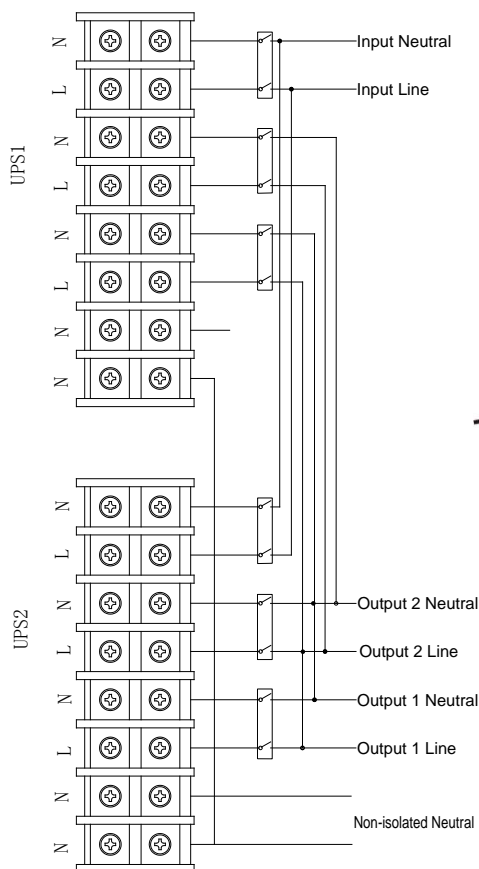 N
Input Neutral
L
Input Line
N
UPS1
L
N
L
N
N
N
L
N
Output 2 Neutral
UPS2
L
Output 2 Line
N
Output 1 Neutral
L
Output 1 Line
N
Non-isolated Neutral
N